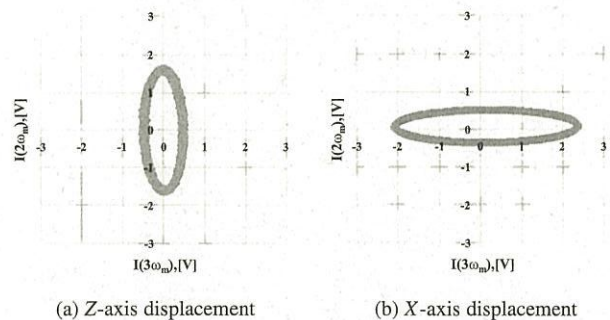 3
2
1
0
-3 -2 -1 0 1 2 3
-1
-2
-3
I(2ωm),[V]
I(3ωm),[V]
(a) Z-axis displacement
3
2
1
0
-3 -2 -1 0 1 2 3
-1
-2
-3
I(2ωm),[V]
I(3ωm),[V]
(b) X-axis displacement